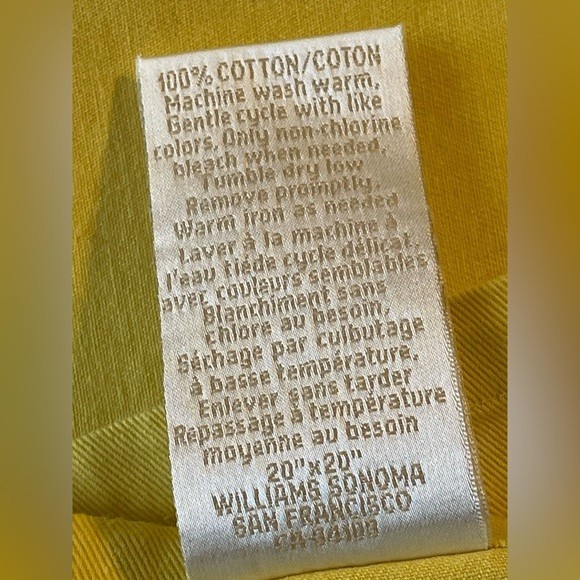 100% COTTON/COTON
Machine wash warm,
Gentle cycle with like
colors. Only non-chlorine
bleach when needed.
Tumble dry low
Remove promptly.
Warm iron as needed
Laver à la machine à
l'eau tiéde cycle délicat.
avec couleurs semblables
Blanchiment sans
chlore au besoin.
Séchage par culbutage
à basse température.
Enlever sans tarder
Repassage à température
moyenne au besoin
20"x20"
WILLIAMS SONOMA
SAN FRANCISCO
CA 94109